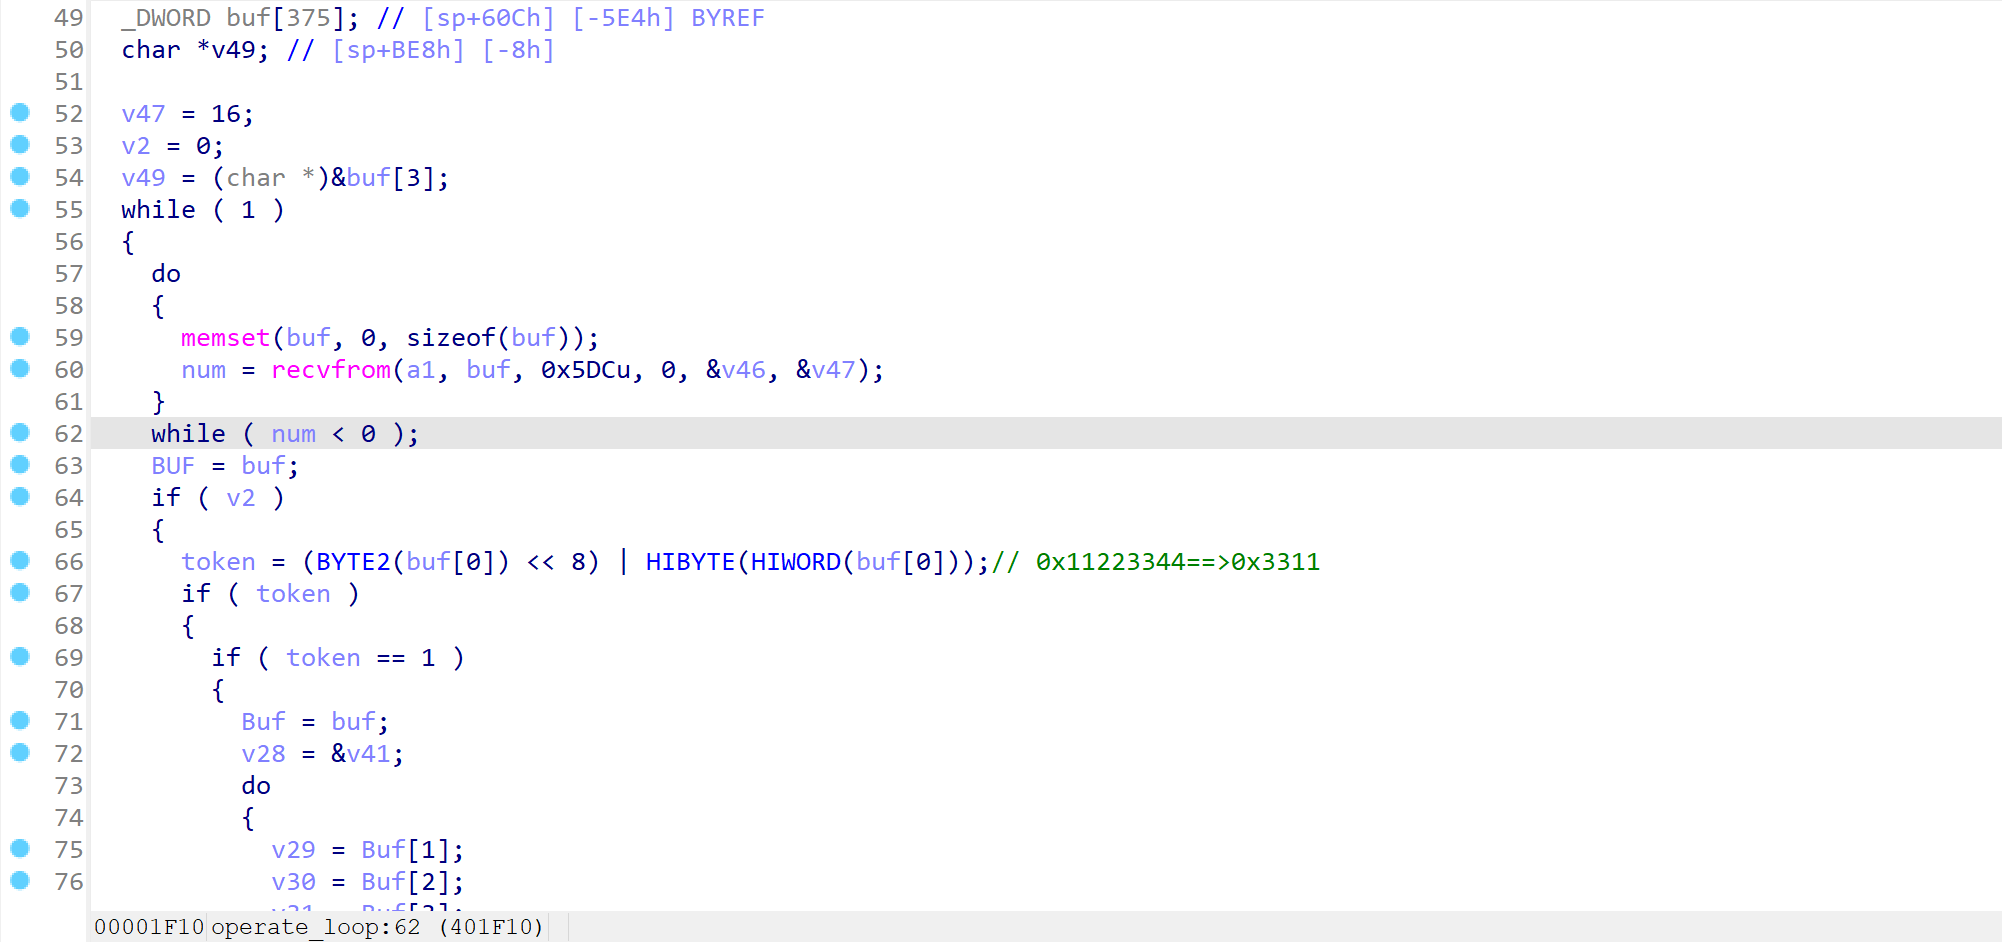 49 _DWORD buf[375]; // [sp+60Ch] [-5E4h] BYREF
50 char *v49; // [sp+BE8h] [-8h]
51
52 v47 = 16;
53 v2 = 0;
54 v49 = (char *)&buf[3];
55 while ( 1 )
56 {
57 do
58 {
59 memset(buf, 0, sizeof(buf));
60 num = recvfrom(a1, buf, 0x5DCu, 0, &v46, &v47);
61 }
62 while ( num < 0 );
63 BUF = buf;
64 if ( v2 )
65 {
66 token = (BYTE2(buf[0]) << 8) | HIBYTE(HIWORD(buf[0]));// 0x11223344==>0x3311
67 if ( token )
68 {
69 if ( token == 1 )
70 {
71 Buf = buf;
72 v28 = &v41;
73 do
74 {
75 v29 = Buf[1];
76 v30 = Buf[2];
00001F10 operate_loop:62 (401F10)